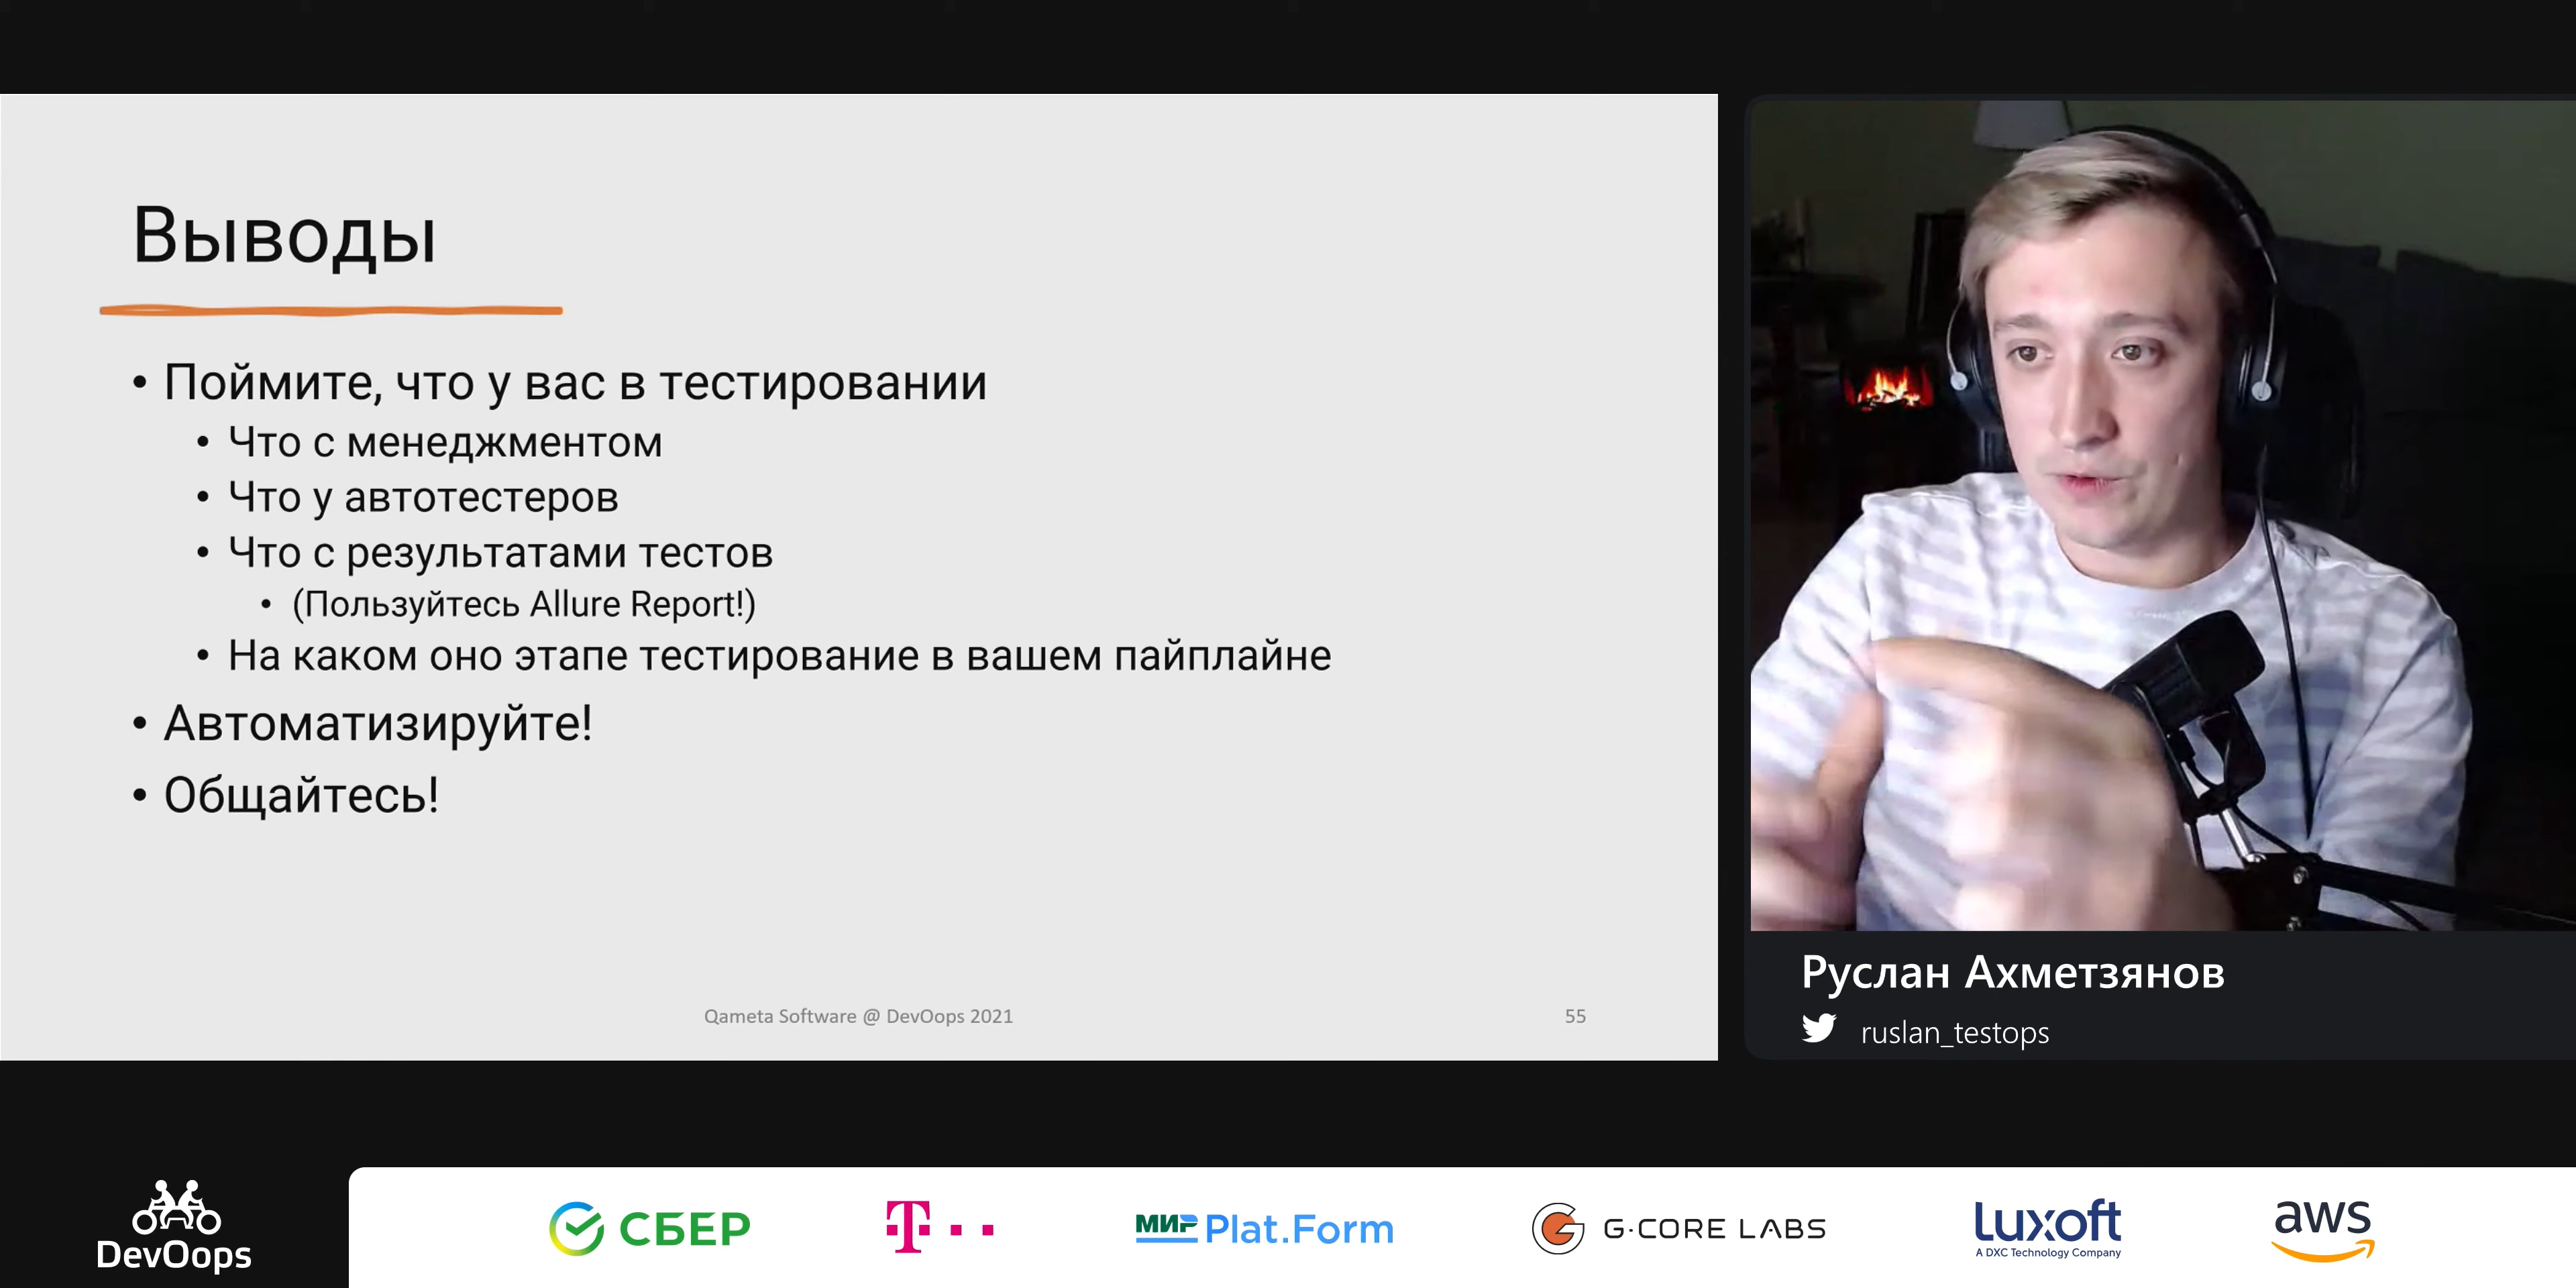 Выводы
• Поймите, что у вас в тестировании
• Что с менеджментом
• Что у автотестеров
• Что с результатами тестов
• (Пользуйтесь Allure Report!)
• На каком оно этапе тестирование в вашем пайплайне
• Автоматизируйте!
• Общайтесь!
Qameta Software @ DevOops 2021
55
Руслан Ахметзянов
ruslan_testops
DevOops
СБЕР
T
МИР Plat.Form
G·CORE LABS
luxoft
A DXC Technology Company
aws